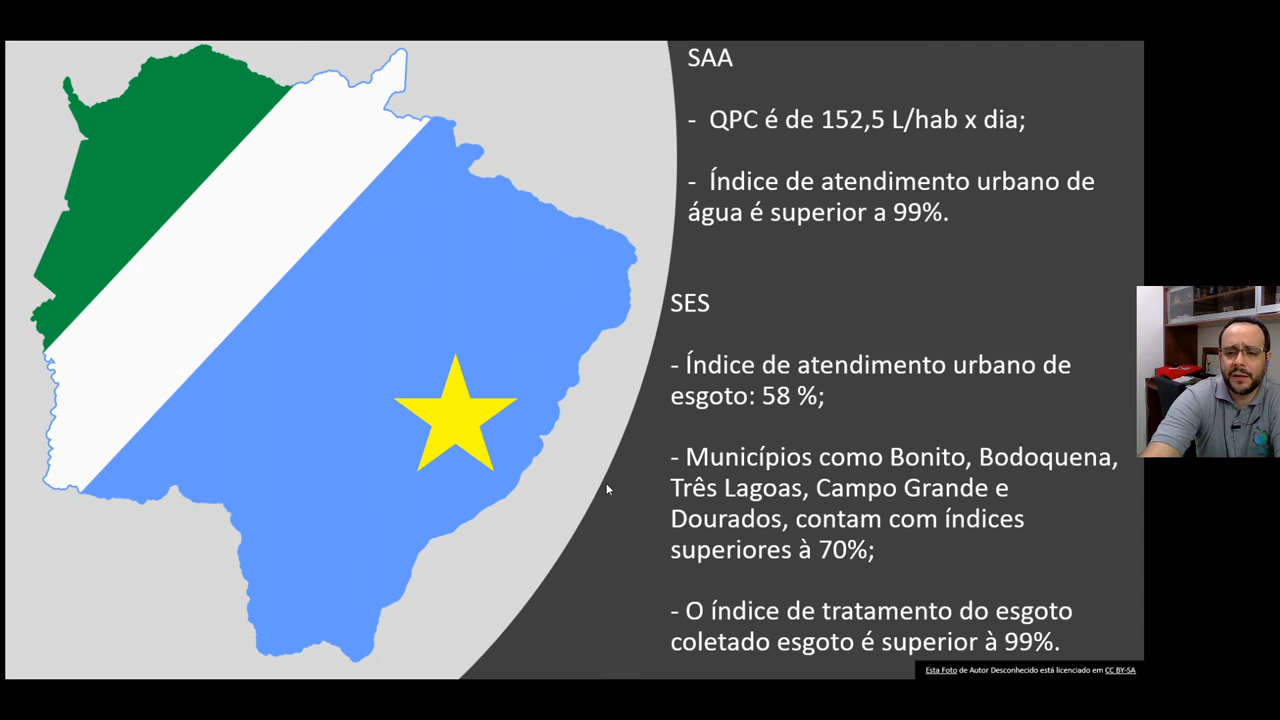 SAA
- QPC é de 152,5 L/hab x dia;
- Índice de atendimento urbano de
água é superior a 99%.
SES
- Índice de atendimento urbano de
esgoto: 58 %;
- Municípios como Bonito, Bodoquena,
Três Lagoas, Campo Grande e
Dourados, contam com índices
superiores à 70%;
- O índice de tratamento do esgoto
coletado esgoto é superior à 99%.
Esta Foto de Autor Desconhecido está licenciado em CC BY-SA